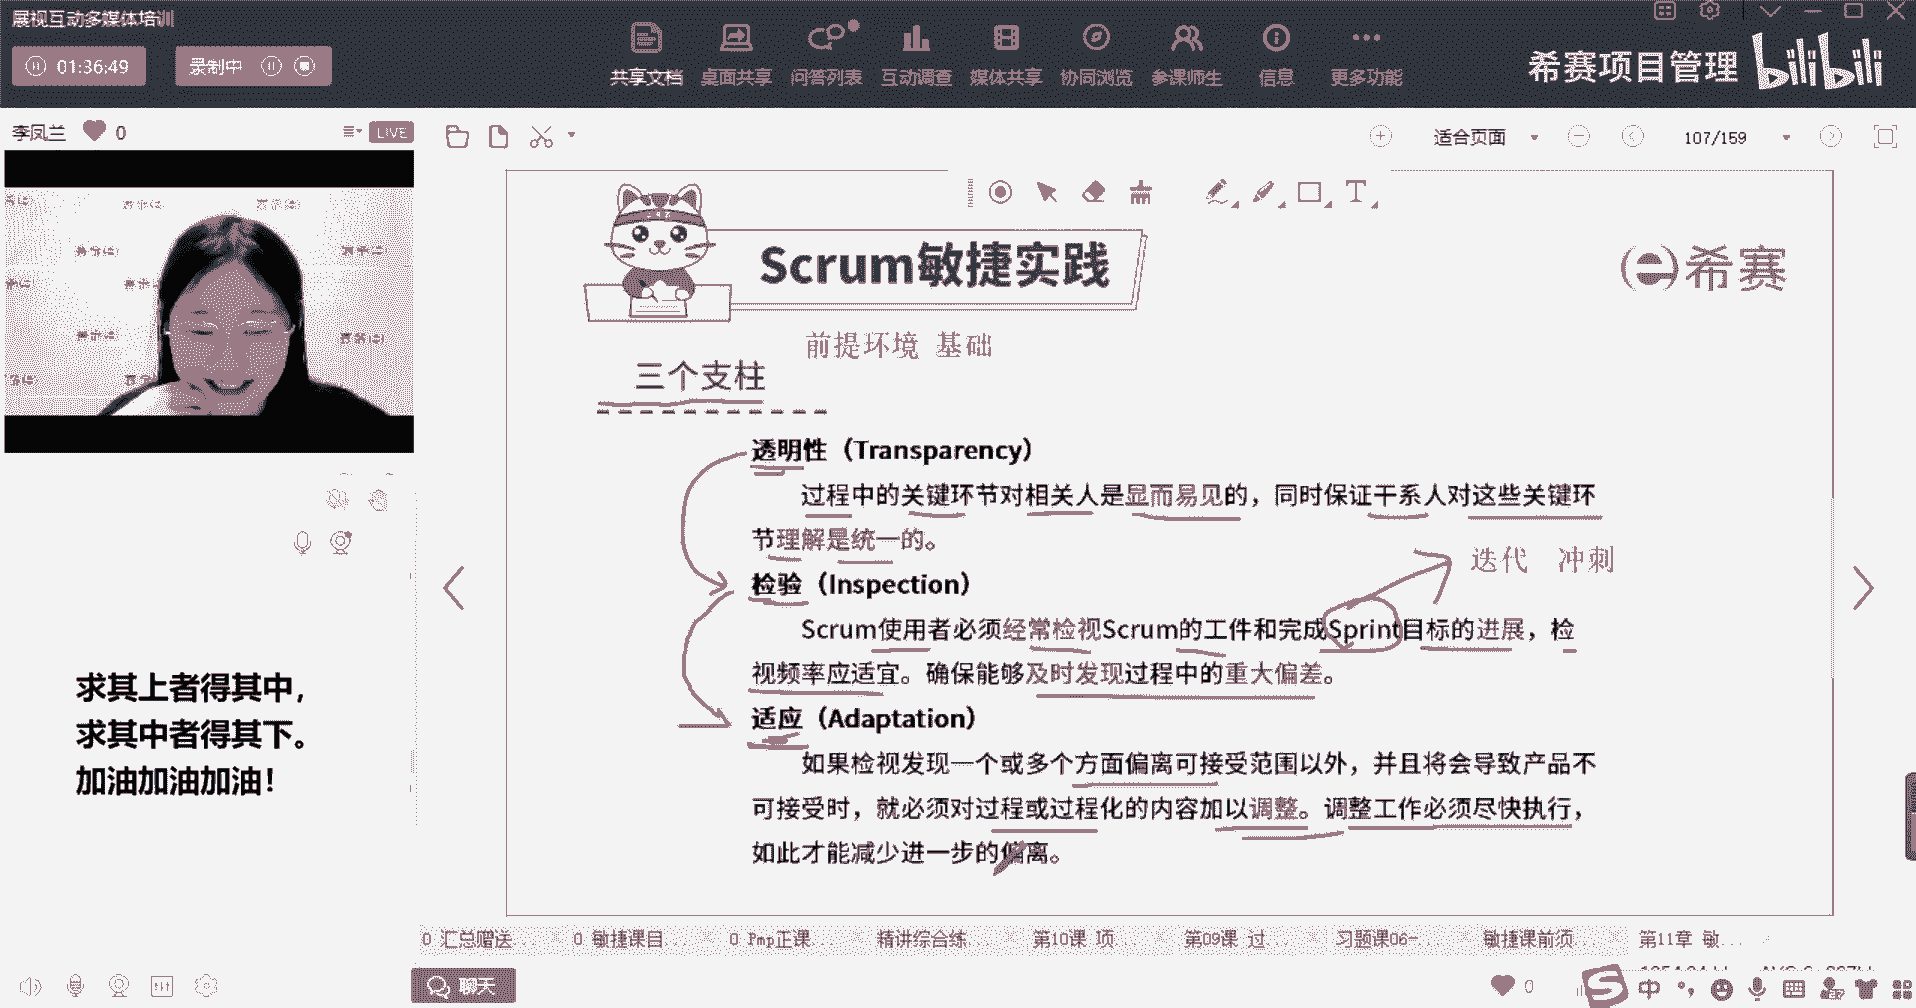 展视互动多媒体培训
01:36:49
录制中
共享文档 桌面共享 问答列表 互动调查 媒体共享 协同浏览 参课师生 信息 更多功能
希赛项目管理 bilibili
李凤兰 0 LIVE
适合页面 107/159
Scrum敏捷实践
希赛
前提环境 基础
三个支柱
透明性（Transparency）
过程中的关键环节对相关人是显而易见的，同时保证干系人对这些关键环
节理解是统一的。
检验（Inspection）
迭代 冲刺
Scrum使用者必须经常检视Scrum的工件和完成Sprint目标的进展，检
视频率应适宜。确保能够及时发现过程中的重大偏差。
适应（Adaptation）
如果检视发现一个或多个方面偏离可接受范围以外，并且将会导致产品不
可接受时，就必须对过程或过程化的内容加以调整。调整工作必须尽快执行，
如此才能减少进一步的偏离。
求其上者得其中，
求其中者得其下。
加油加油加油！
0 汇总赠送... 0 敏捷课目... 0 Pmp正课... 精讲综合练... 第10课 项... 第09课 过... 习题课06-... 敏捷课前须... 第11章 敏...
聊天
0
中